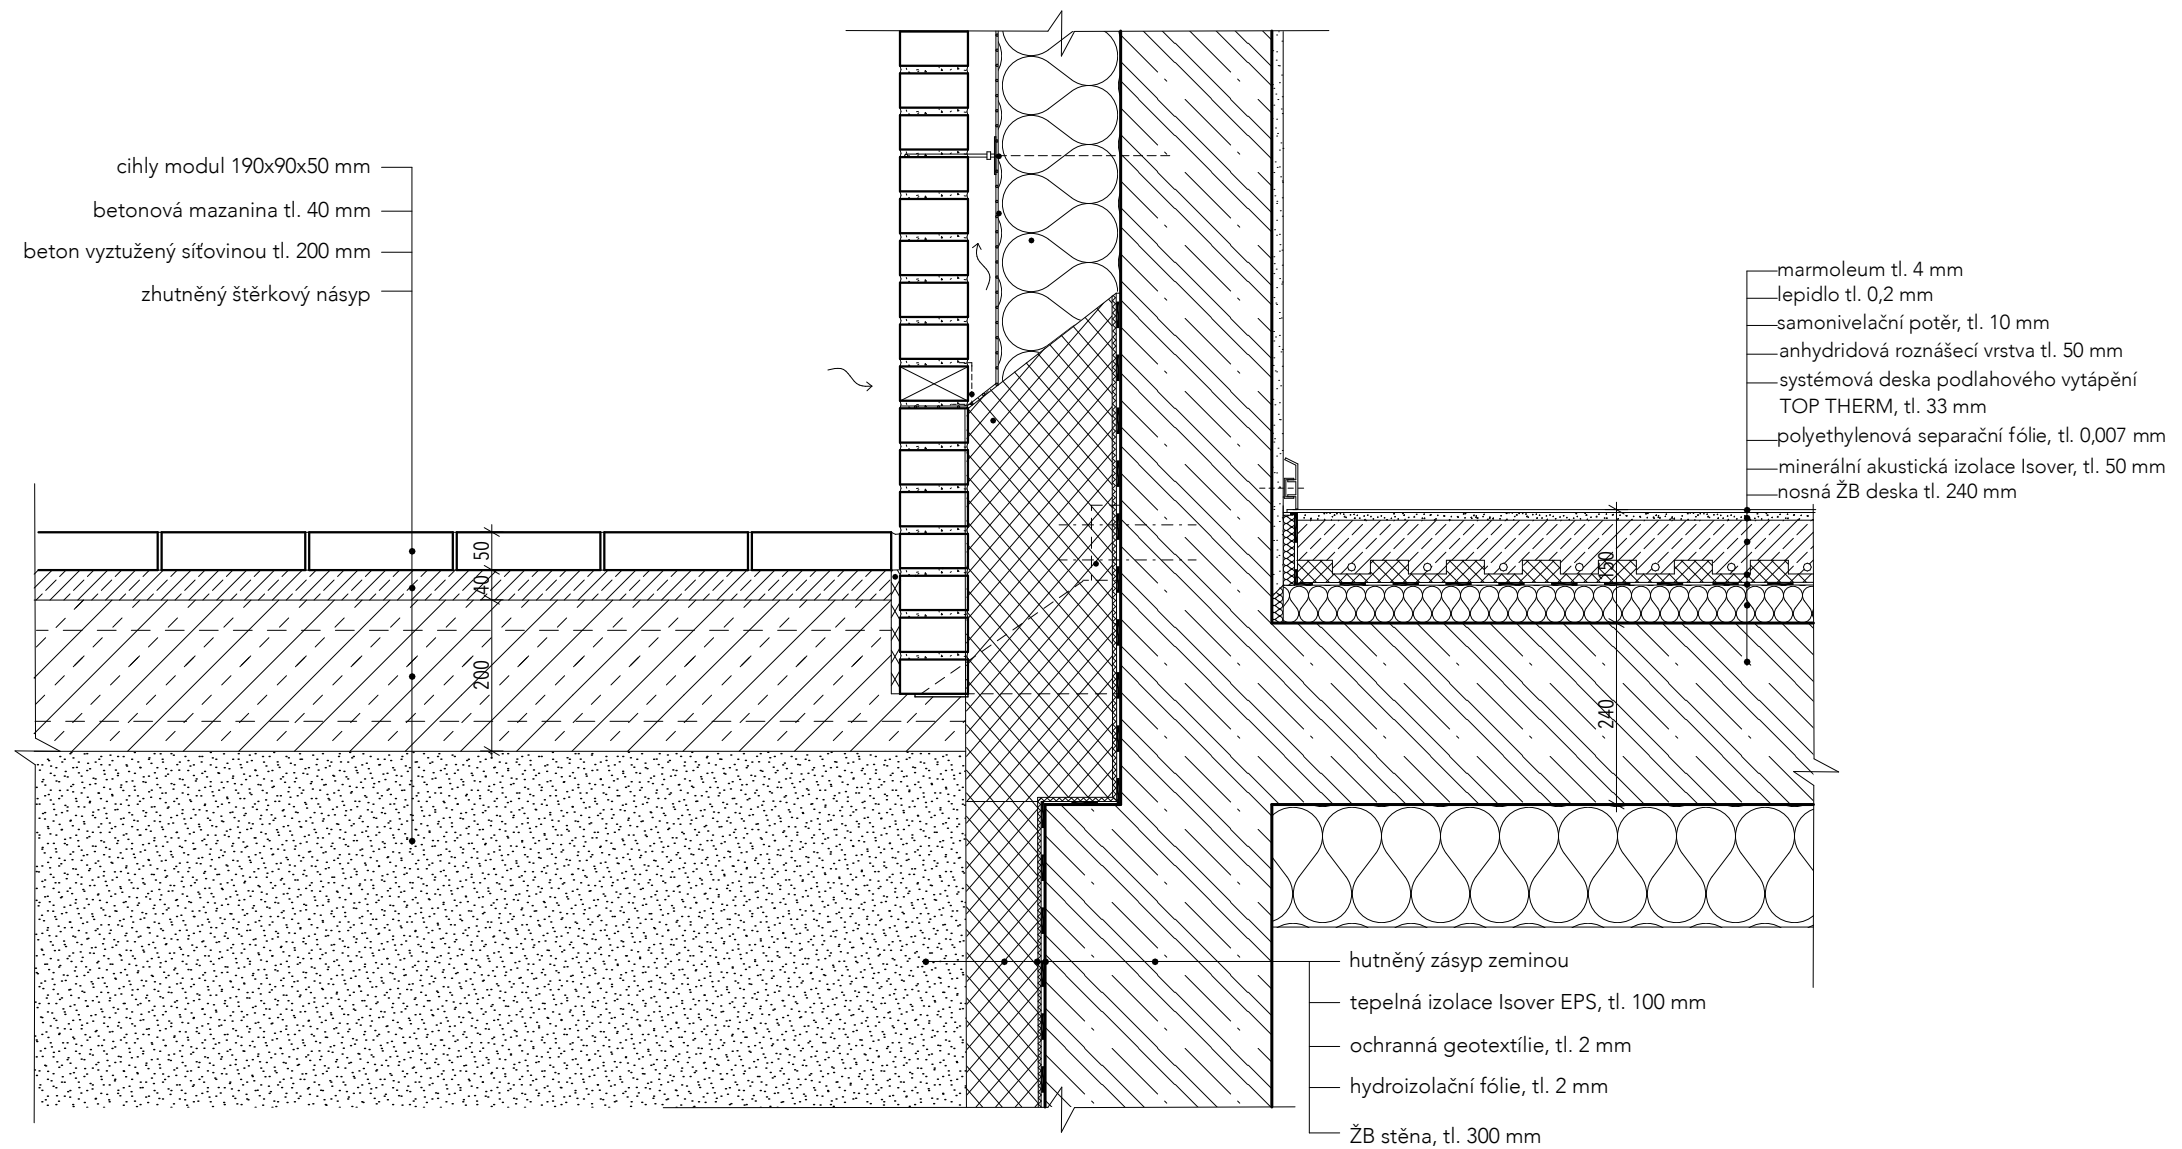 cihly modul 190x90x50 mm
betonová mazanina tl. 40 mm
beton vyztužený síťovinou tl. 200 mm
zhutněný štěrkový násyp
marmoleum tl. 4 mm
lepidlo tl. 0,2 mm
samonivelační potěr, tl. 10 mm
anhydridová roznášecí vrstva tl. 50 mm
systémová deska podlahového vytápění
TOP THERM, tl. 33 mm
polyethylenová separační fólie, tl. 0,007 mm
minerální akustická izolace Isover, tl. 50 mm
nosná ŽB deska tl. 240 mm
50
40
200
150
240
hutněný zásyp zeminou
tepelná izolace Isover EPS, tl. 100 mm
ochranná geotextílie, tl. 2 mm
hydroizolační fólie, tl. 2 mm
ŽB stěna, tl. 300 mm